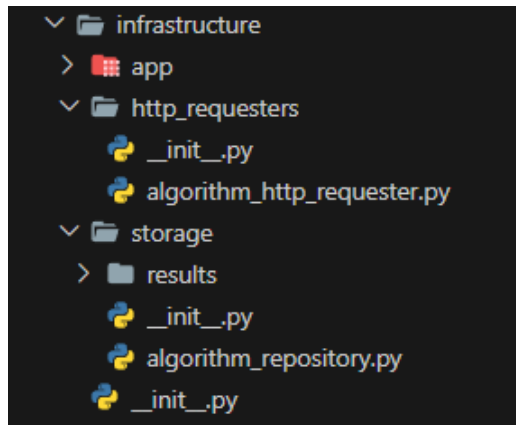 infrastructure
app
http_requesters
__init__.py
algorithm_http_requester.py
storage
results
__init__.py
algorithm_repository.py
__init__.py